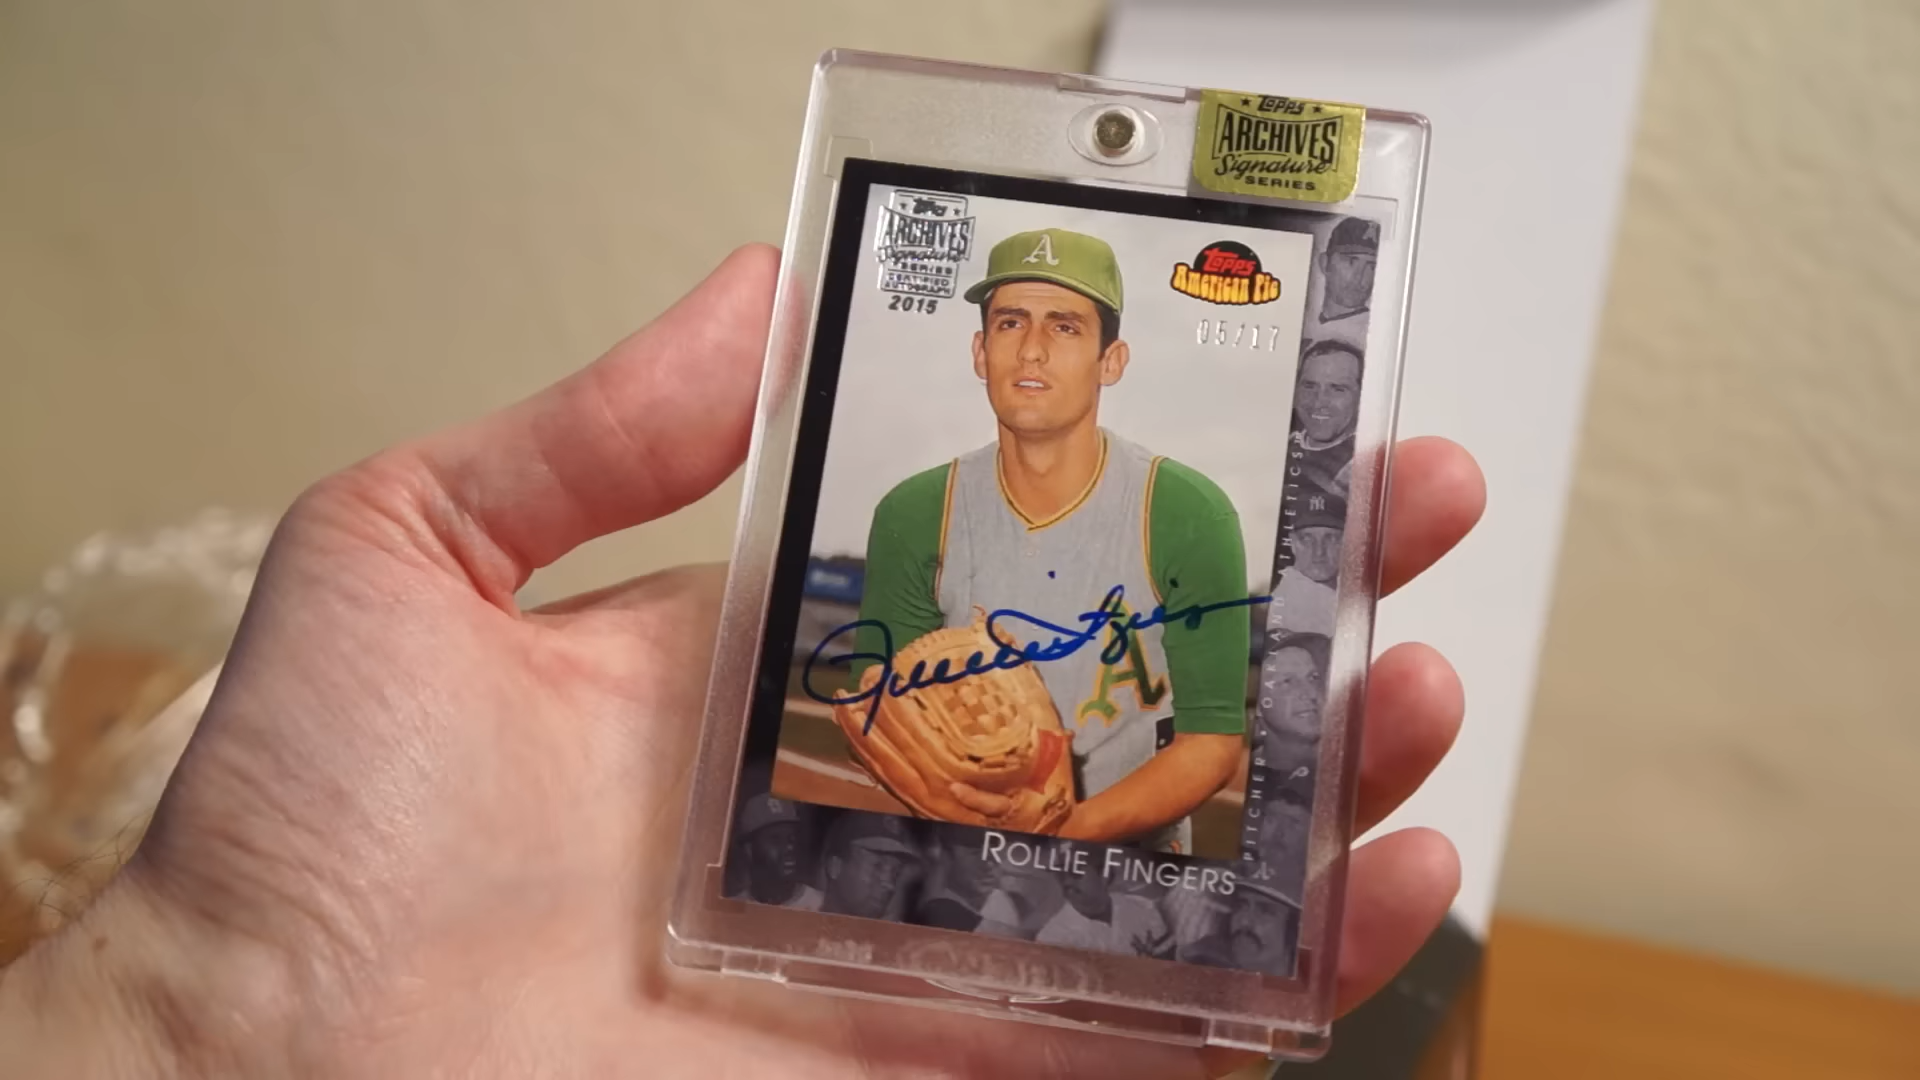 Topps
ARCHIVES
Signature
SERIES
Topps
ARCHIVES
Signature
SERIES
CERTIFIED
AUTOGRAPH
2015
A
Topps
American Pie
05/17
A
Rollie Fingers
PITCHER • OAKLAND ATHLETICS